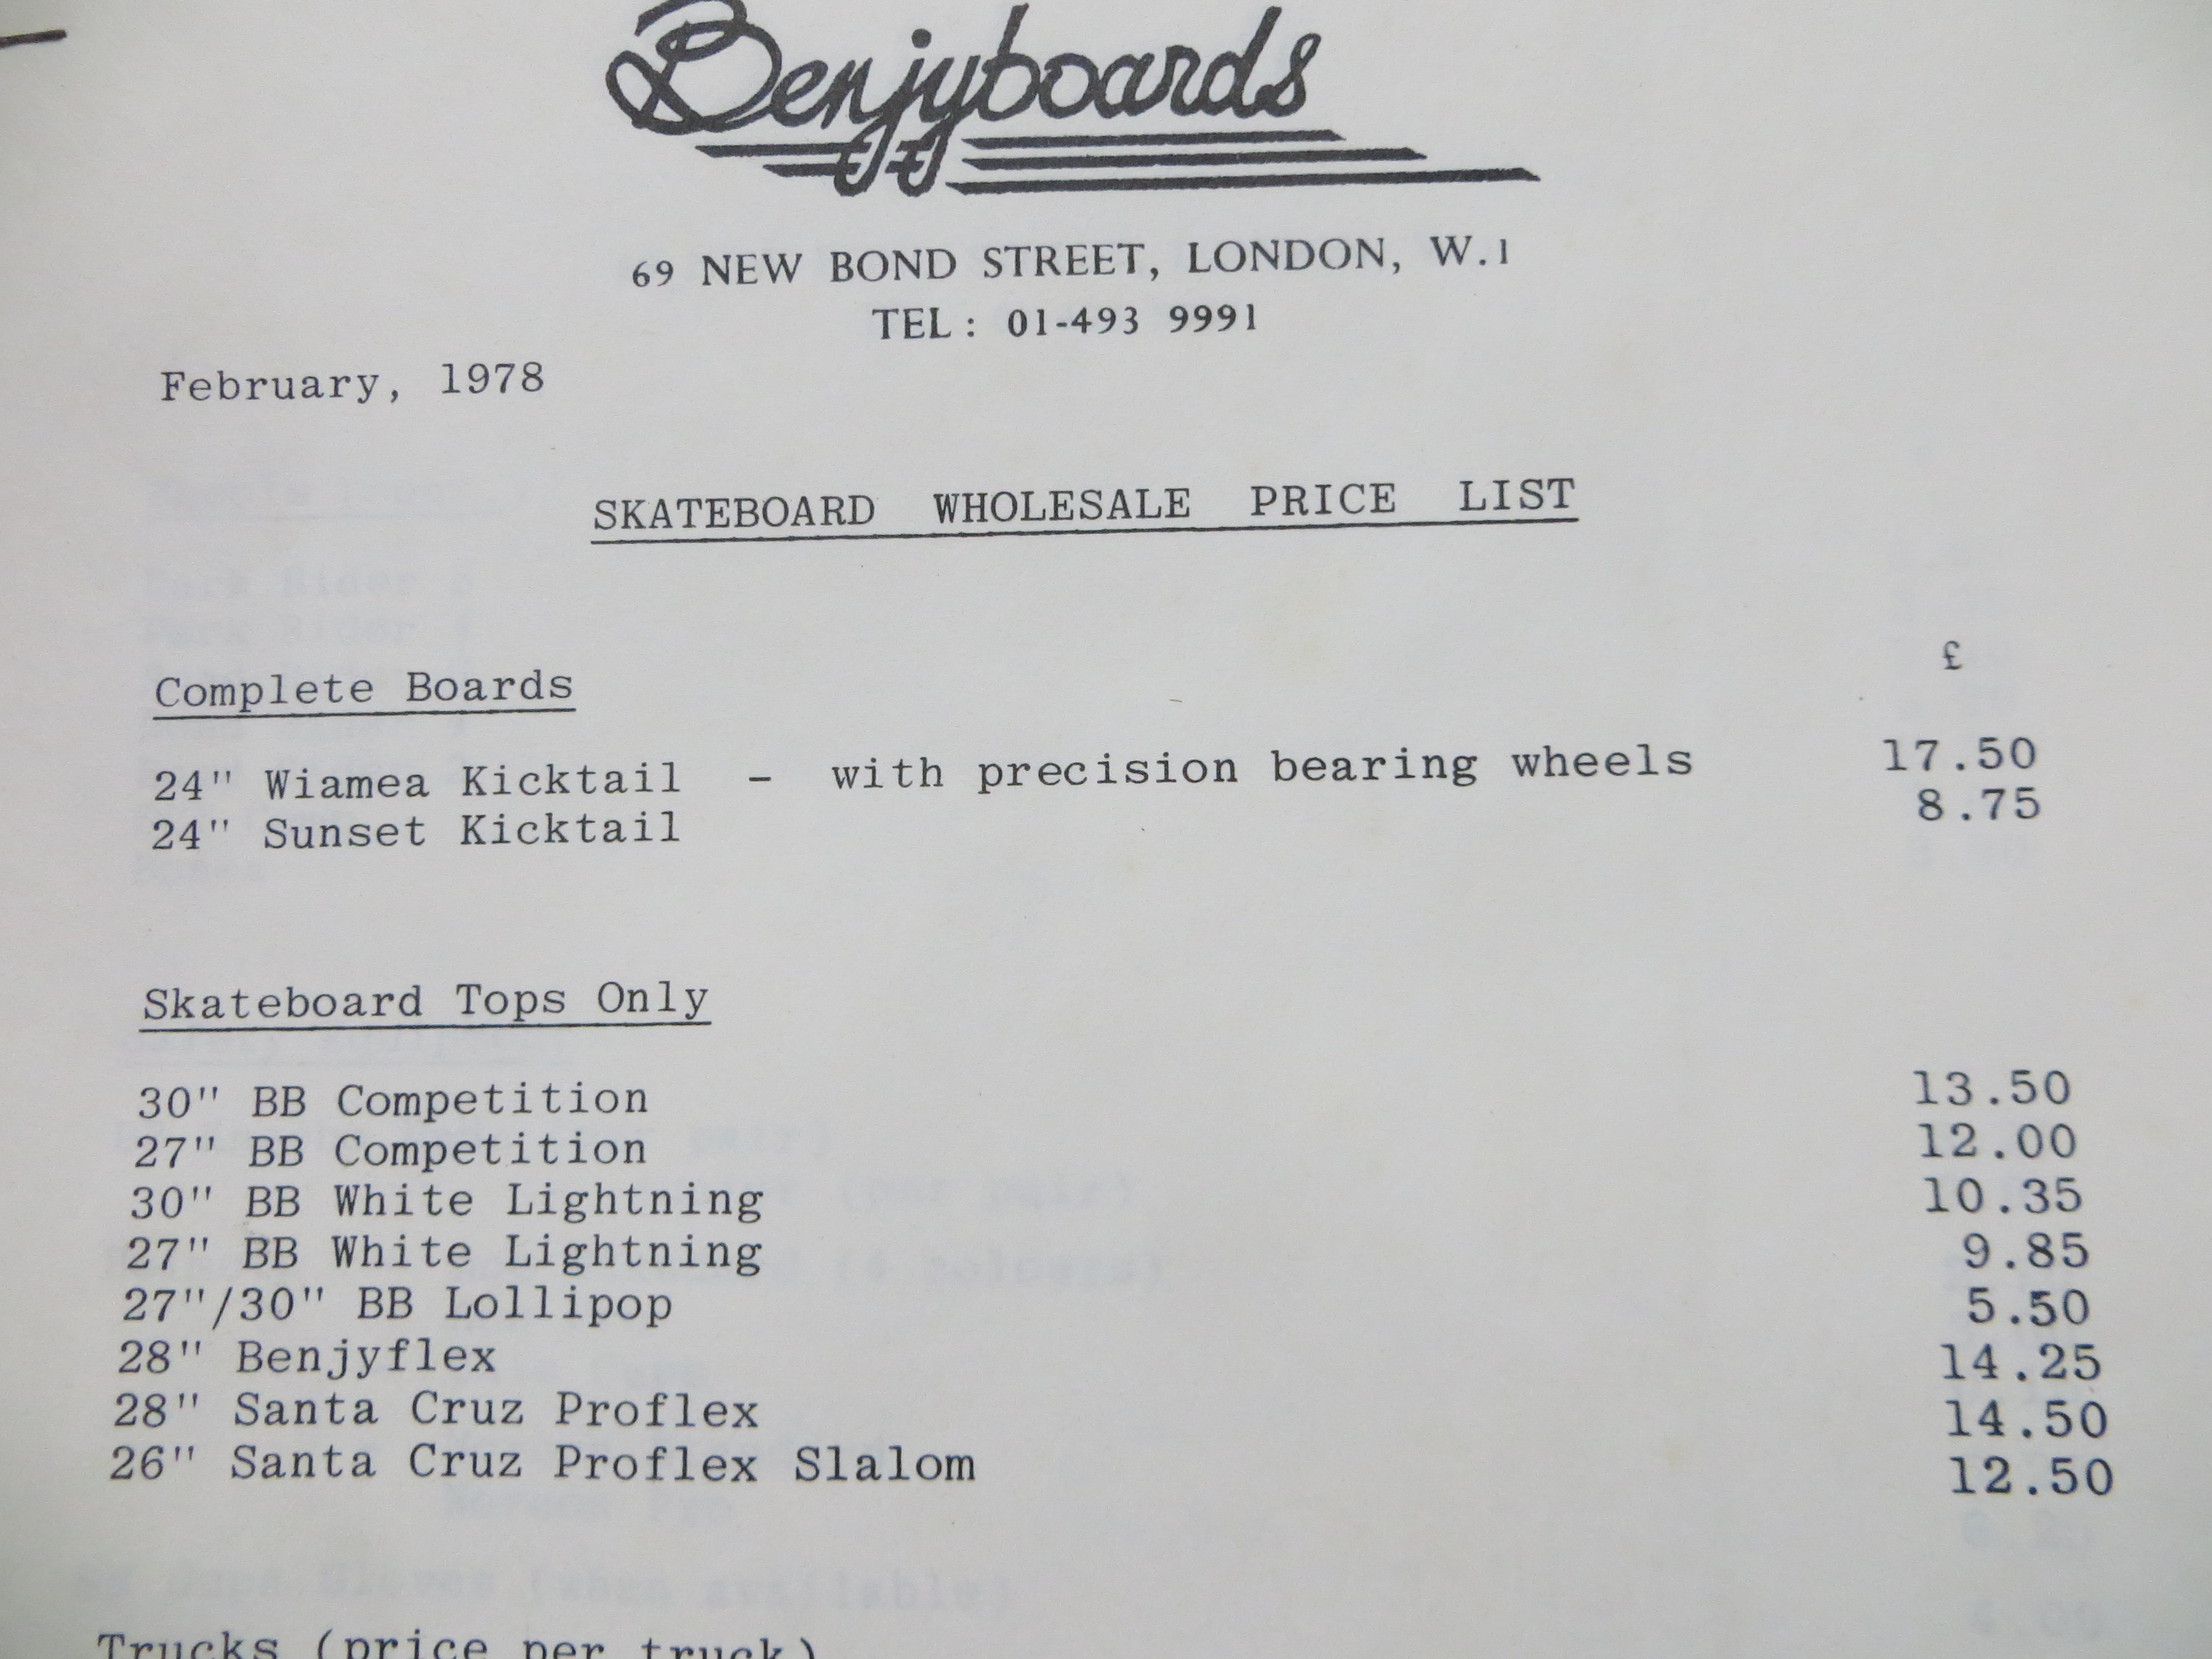 Benjyboards
69 NEW BOND STREET, LONDON, W.1
TEL: 01-493 9991
February, 1978
SKATEBOARD WHOLESALE PRICE LIST
£
Complete Boards
24" Wiamea Kicktail - with precision bearing wheels 17.50
24" Sunset Kicktail 8.75
Skateboard Tops Only
30" BB Competition 13.50
27" BB Competition 12.00
30" BB White Lightning 10.35
27" BB White Lightning 9.85
27"/30" BB Lollipop 5.50
28" Benjyflex 14.25
28" Santa Cruz Proflex 14.50
26" Santa Cruz Proflex Slalom 12.50
Trucks (price per truck)